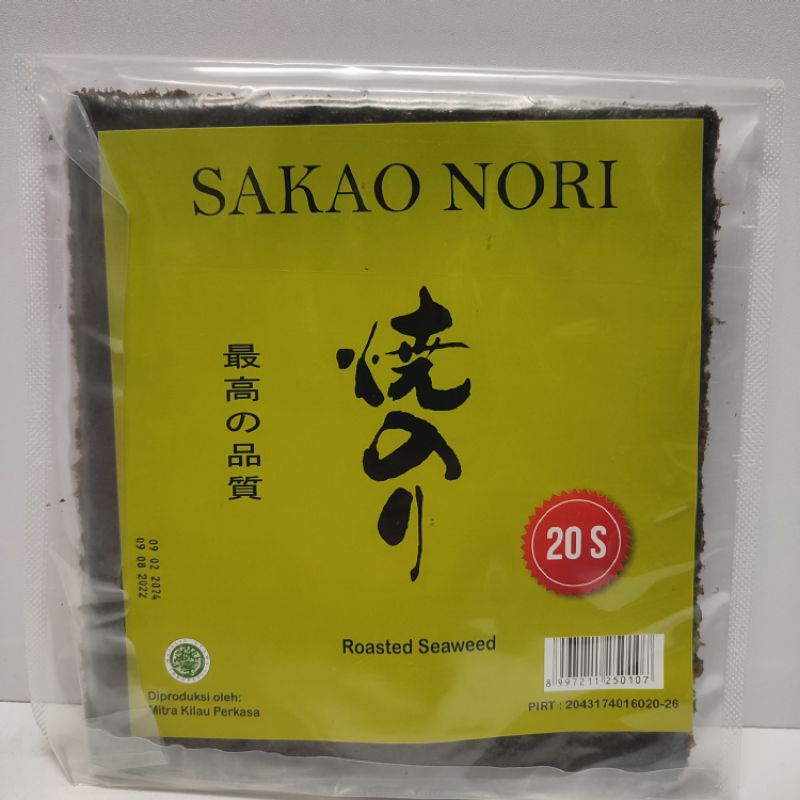 SAKAO NORI
最高の品質
焼のり
20 S
09 02 2024
09 08 2022
Roasted Seaweed
Diproduksi oleh:
Mitra Kilau Perkasa
8 997211 250107
PIRT : 2043174016020-26